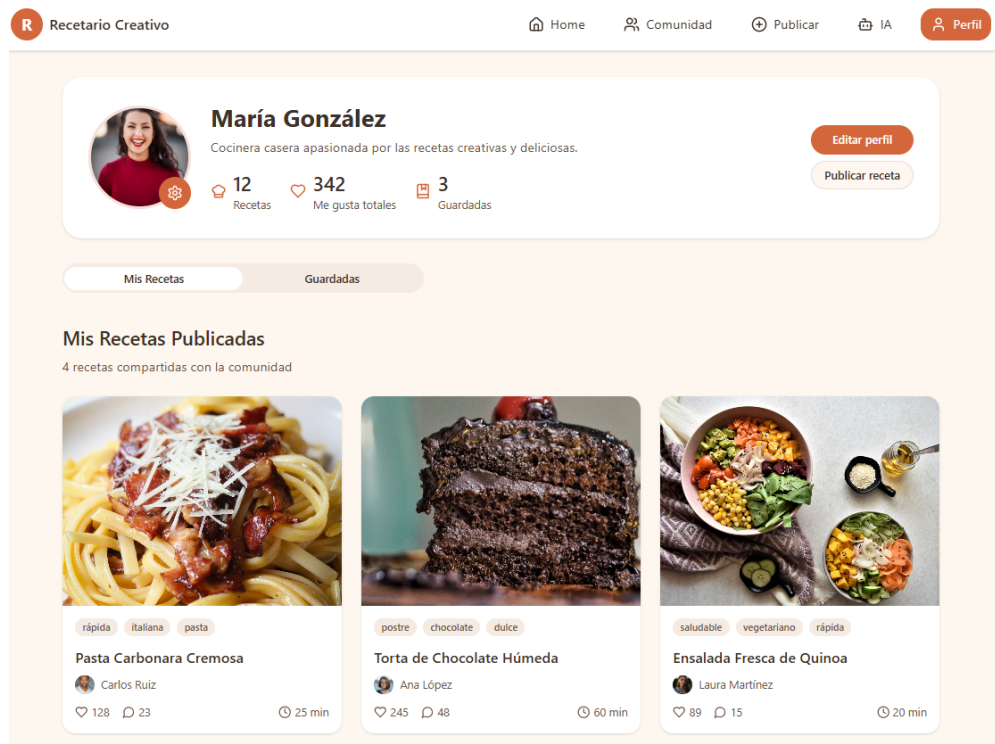 R Recetario Creativo Home Comunidad Publicar IA Perfil
María González
Cocinera casera apasionada por las recetas creativas y deliciosas.
Editar perfil
Publicar receta
12 342 3
Recetas Me gusta totales Guardadas
Mis Recetas Guardadas
Mis Recetas Publicadas
4 recetas compartidas con la comunidad
rápida italiana pasta
Pasta Carbonara Cremosa
Carlos Ruiz
128 23 25 min
postre chocolate dulce
Torta de Chocolate Húmeda
Ana López
245 48 60 min
saludable vegetariano rápida
Ensalada Fresca de Quinoa
Laura Martínez
89 15 20 min